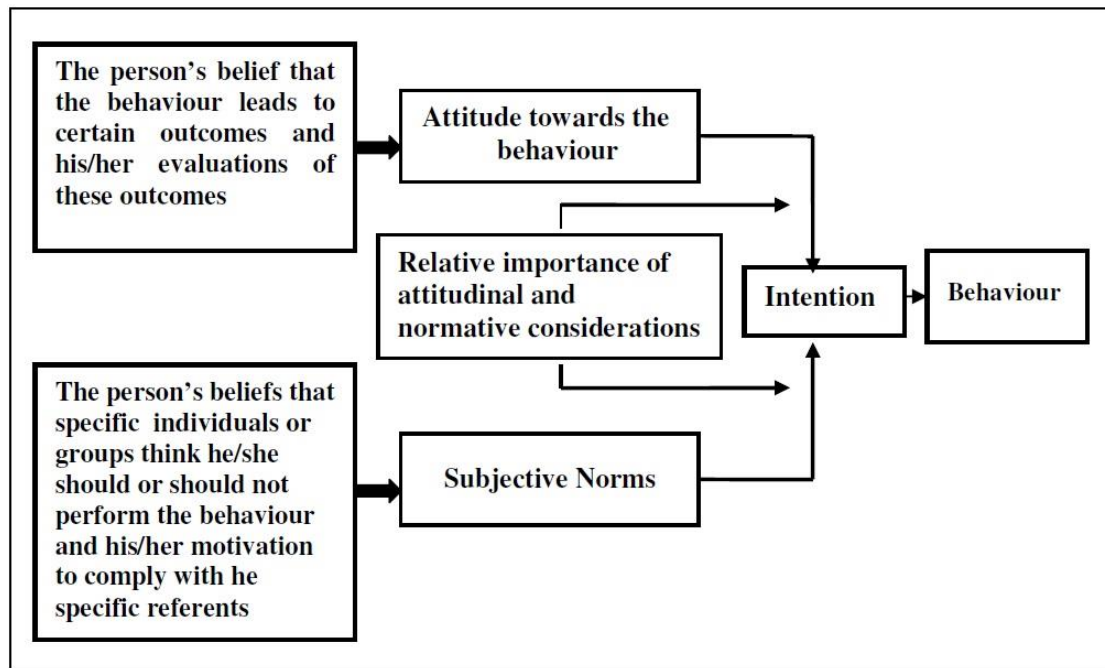 The person’s belief that
the behaviour leads to
certain outcomes and
his/her evaluations of
these outcomes
Attitude towards the
behaviour
Relative importance of
attitudinal and
normative considerations
Intention
Behaviour
The person’s beliefs that
specific individuals or
groups think he/she
should or should not
perform the behaviour
and his/her motivation
to comply with he
specific referents
Subjective Norms